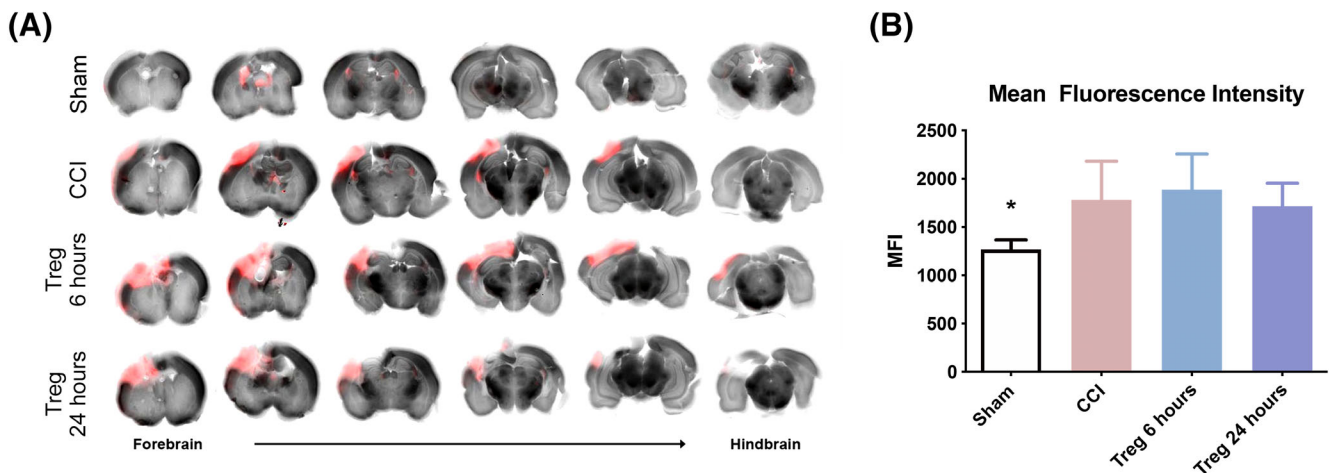 (A)
Sham
CCI
Treg
6 hours
Treg
24 hours
Forebrain
Hindbrain
(B)
Mean Fluorescence Intensity
MFI
2500
2000
1500
1000
500
0
*
Sham
CCI
Treg 6 hours
Treg 24 hours